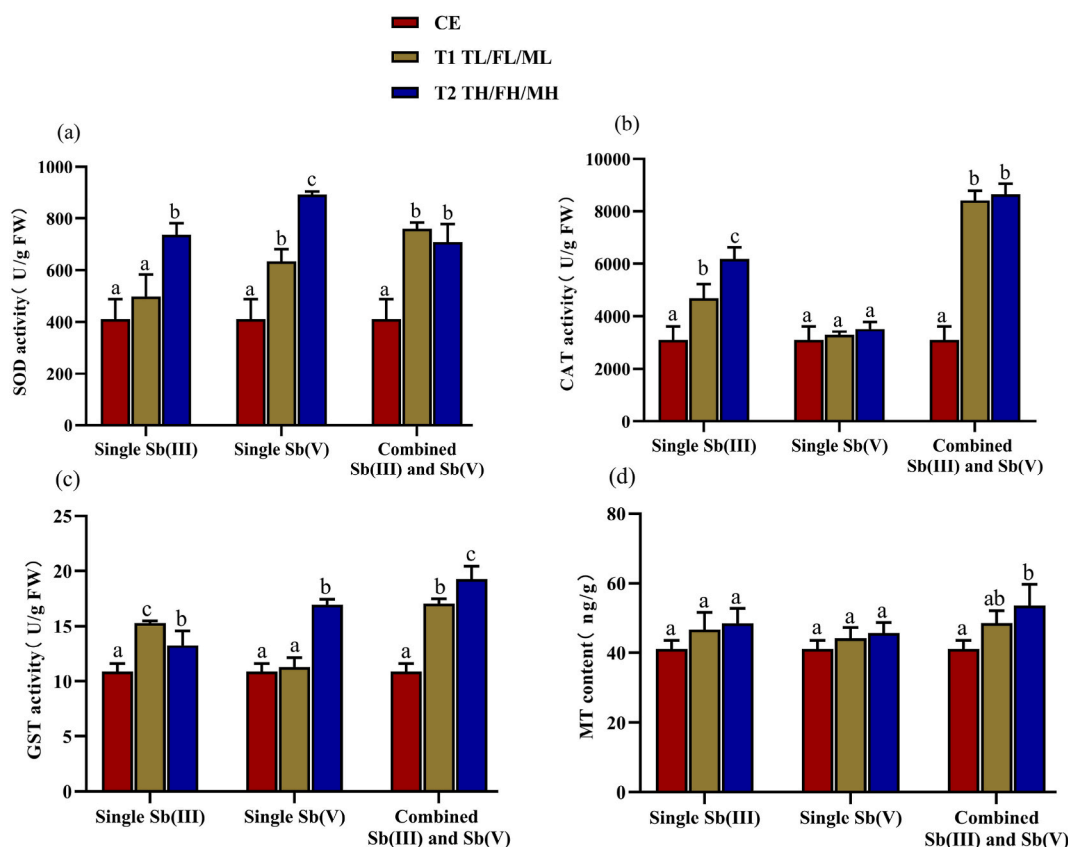 CE
T1 TL/FL/ML
T2 TH/FH/MH
(a)
SOD activity( U/g FW)
1000
800
600
400
200
0
a
a
b
a
b
c
a
b
b
Single Sb(III)
Single Sb(V)
Combined
Sb(III) and Sb(V)
(b)
CAT activity( U/g FW)
10000
8000
6000
4000
2000
0
a
b
c
a
a
a
a
b
b
Single Sb(III)
Single Sb(V)
Combined
Sb(III) and Sb(V)
(c)
GST activity( U/g FW)
25
20
15
10
5
0
a
c
b
a
a
b
a
b
c
Single Sb(III)
Single Sb(V)
Combined
Sb(III) and Sb(V)
(d)
MT content( ng/g)
80
60
40
20
0
a
a
a
a
a
a
a
ab
b
Single Sb(III)
Single Sb(V)
Combined
Sb(III) and Sb(V)